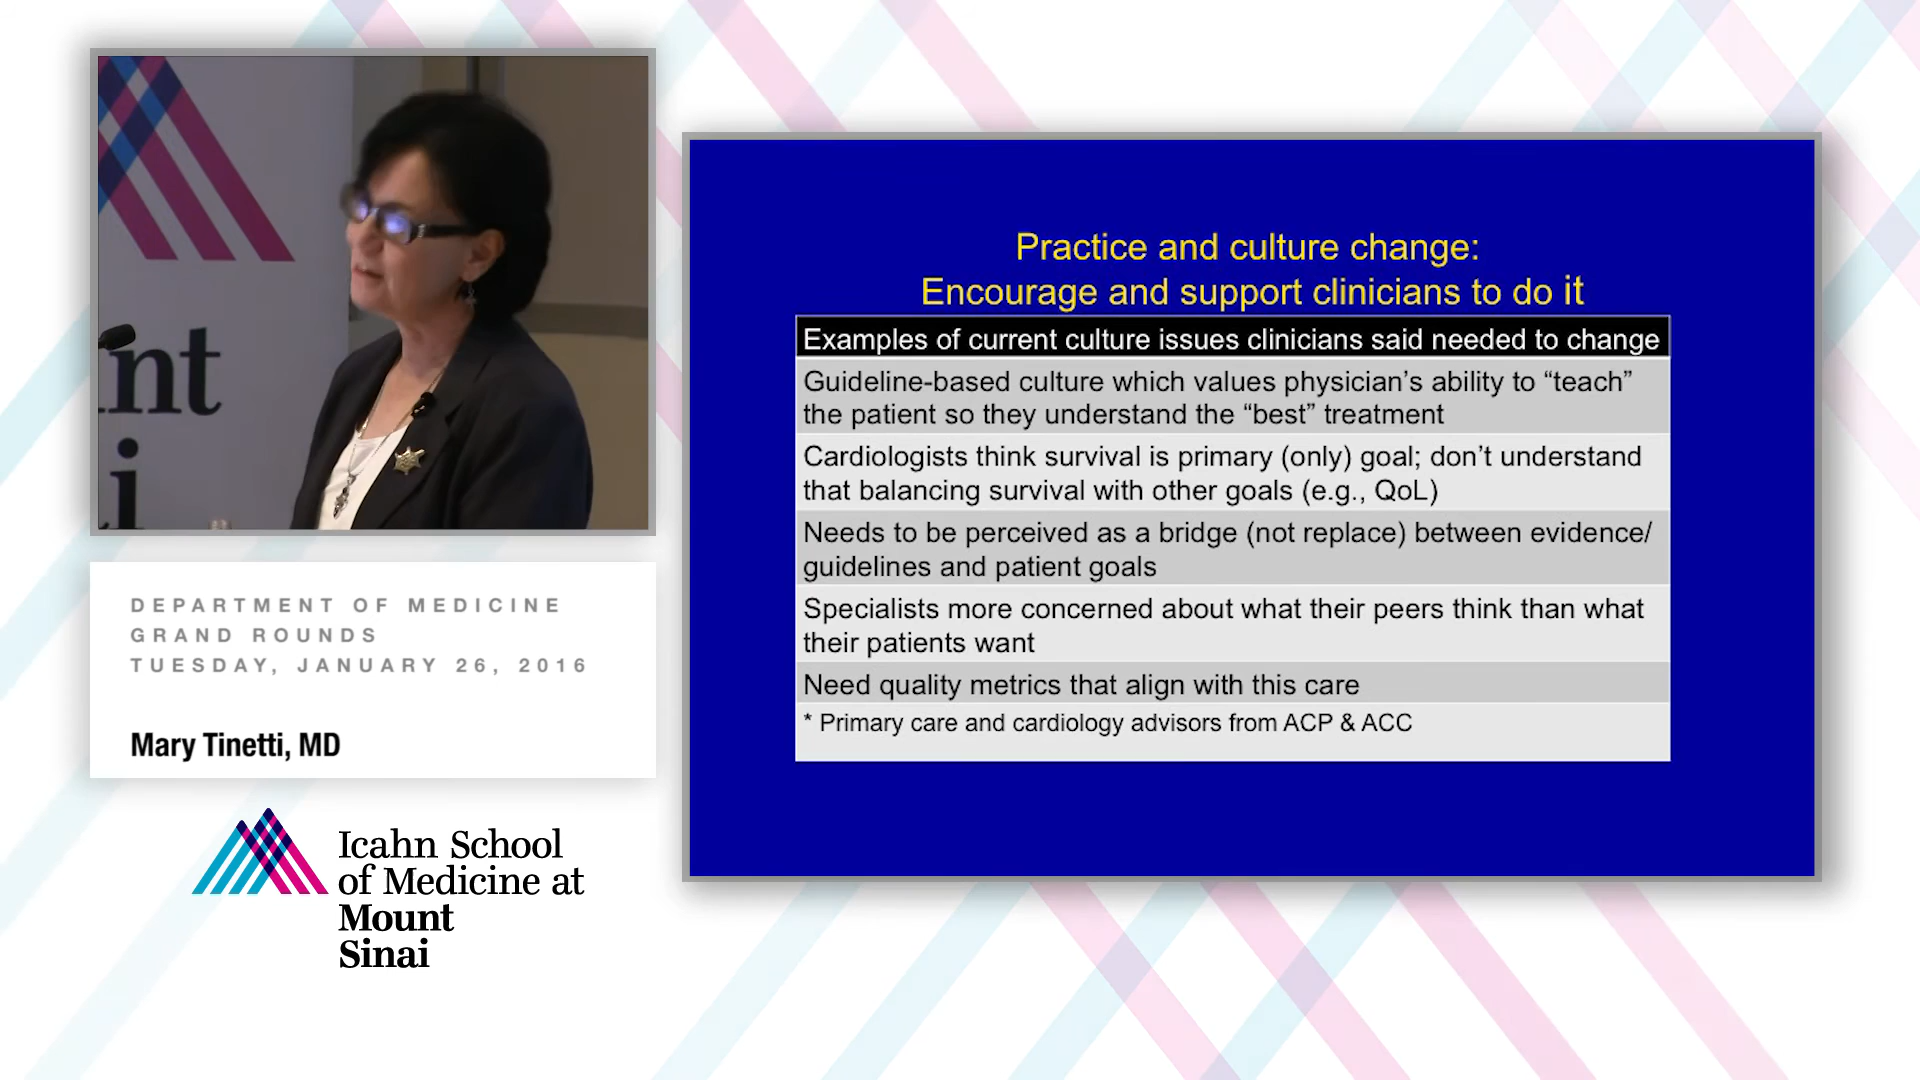 nt
i
DEPARTMENT OF MEDICINE
GRAND ROUNDS
TUESDAY, JANUARY 26, 2016
Mary Tinetti, MD
Icahn School
of Medicine at
Mount
Sinai
Practice and culture change:
Encourage and support clinicians to do it
Examples of current culture issues clinicians said needed to change
Guideline-based culture which values physician’s ability to “teach”
the patient so they understand the “best” treatment
Cardiologists think survival is primary (only) goal; don’t understand
that balancing survival with other goals (e.g., QoL)
Needs to be perceived as a bridge (not replace) between evidence/
guidelines and patient goals
Specialists more concerned about what their peers think than what
their patients want
Need quality metrics that align with this care
* Primary care and cardiology advisors from ACP & ACC